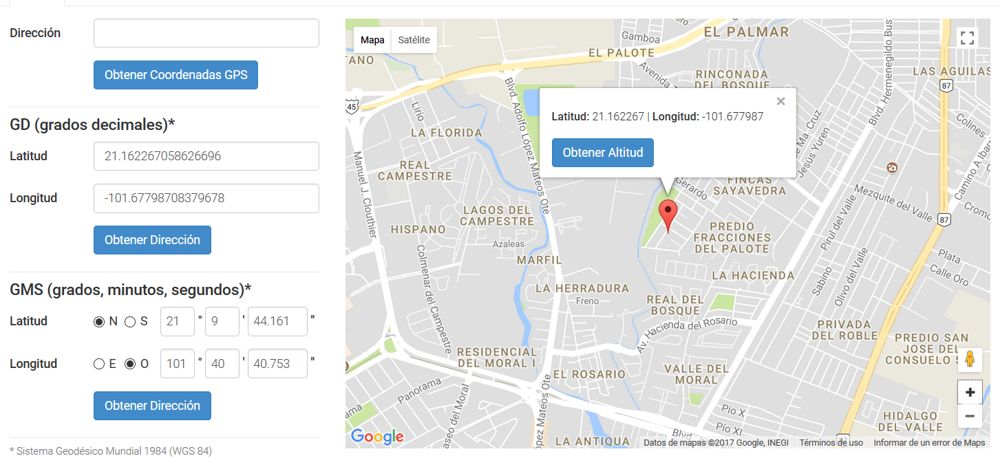 Dirección
Obtener Coordenadas GPS
GD (grados decimales)*
Latitud
21.162267058626696
Longitud
-101.67798708379678
Obtener Dirección
GMS (grados, minutos, segundos)*
Latitud
N S 21 ° 9 ' 44.161 "
Longitud
E O 101 ° 40 ' 40.753 "
Obtener Dirección
* Sistema Geodésico Mundial 1984 (WGS 84)
Mapa Satélite
Gamboa
EL PALMAR
EL PALOTE
TANO
Avenida
RINCONADA
DEL BOSQUE
LAS AGUILAS
87
Blvd. Hermenegildo Bus
45
Lirio
Blvd. Adolfo López Mateos Ote
Latitud: 21.162267 | Longitud: -101.677987
Obtener Altitud
Ma. Cruz
Jesús Yuren
Colines
Camino A Ibarr
LA FLORIDA
Manuel J. Clouthier
REAL
CAMPESTRE
Gerardo
FINCAS
SAYAVEDRA
Mezquite del Valle
Cromo
87
LAGOS DEL
CAMPESTRE
HISPANO
Azaleas
PREDIO
FRACCIONES
DEL PALOTE
Pirul del Valle
Colmenar del Campestre
MARFIL
Plata
Calle Oro
LA HACIENDA
Sabino
Olivo del Valle
LA HERRADURA
Freno
REAL DEL
BOSQUE
Av. Hacienda del Rosario
PRIVADA
DEL ROBLE
PREDIO SAN
JOSE DEL
CONSUELO S
RESIDENCIAL
DEL MORAL I
EL ROSARIO
VALLE DEL
MORAL
Panorama
ama
aseo del Moral
ópez Mateos Ote
Pío X
Pío XI
Blvd
HIDALGO
DEL VALLE
LA ANTIQUA
87
Google
Datos de mapas ©2017 Google, INEGI Términos de uso Informar de un error de Maps